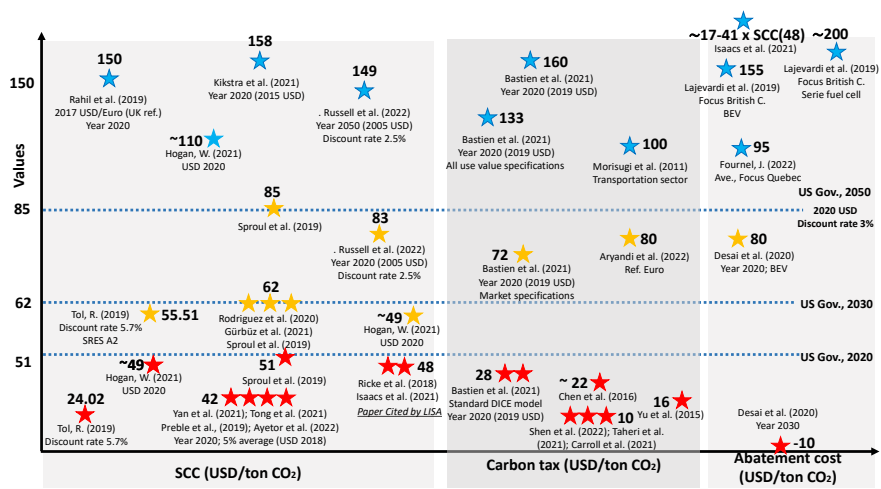 Values
150
85
62
51
150
Rahil et al. (2019)
2017 USD/Euro (UK ref.)
Year 2020
158
Kikstra et al. (2021)
Year 2020 (2015 USD)
149
. Russell et al. (2022)
Year 2050 (2005 USD)
Discount rate 2.5%
~110
Hogan, W. (2021)
USD 2020
85
Sproul et al. (2019)
83
. Russell et al. (2022)
Year 2020 (2005 USD)
Discount rate 2.5%
Tol, R. (2019)
Discount rate 5.7%
SRES A2
55.51
62
Rodriguez et al. (2020)
Gürbüz et al. (2021)
Sproul et al. (2019)
~49
Hogan, W. (2021)
USD 2020
~49
Hogan, W. (2021)
USD 2020
51
Sproul et al. (2019)
48
Ricke et al. (2018)
Isaacs et al. (2021)
Paper Cited by LISA
24.02
Tol, R. (2019)
Discount rate 5.7%
42
Yan et al. (2021); Tong et al. (2021)
Preble et al., (2019); Ayetor et al. (2022)
Year 2020; 5% average (USD 2018)
SCC (USD/ton CO₂)
160
Bastien et al. (2021)
Year 2020 (2019 USD)
133
Bastien et al. (2021)
Year 2020 (2019 USD)
All use value specifications
100
Morisugi et al. (2011)
Transportation sector
72
Bastien et al. (2021)
Year 2020 (2019 USD)
Market specifications
80
Aryandi et al. (2022)
Ref. Euro
28
Bastien et al. (2021)
Standard DICE model
Year 2020 (2019 USD)
~ 22
Chen et al. (2016)
16
Yu et al.
(2015)
10
Shen et al. (2022); Taheri et al.
(2021); Carroll et al. (2021)
Carbon tax (USD/ton CO₂)
~17-41 x SCC(48)
Isaacs et al. (2021)
~200
Lajevardi et al. (2019)
Focus British C.
Serie fuel cell
155
Lajevardi et al. (2019)
Focus British C.
BEV
95
Fournel, J. (2022)
Ave., Focus Quebec
US Gov., 2050
2020 USD
Discount rate 3%
80
Desai et al. (2020)
Year 2020; BEV
US Gov., 2030
US Gov., 2020
Desai et al. (2020)
Year 2030
-10
Abatement cost
(USD/ton CO₂)